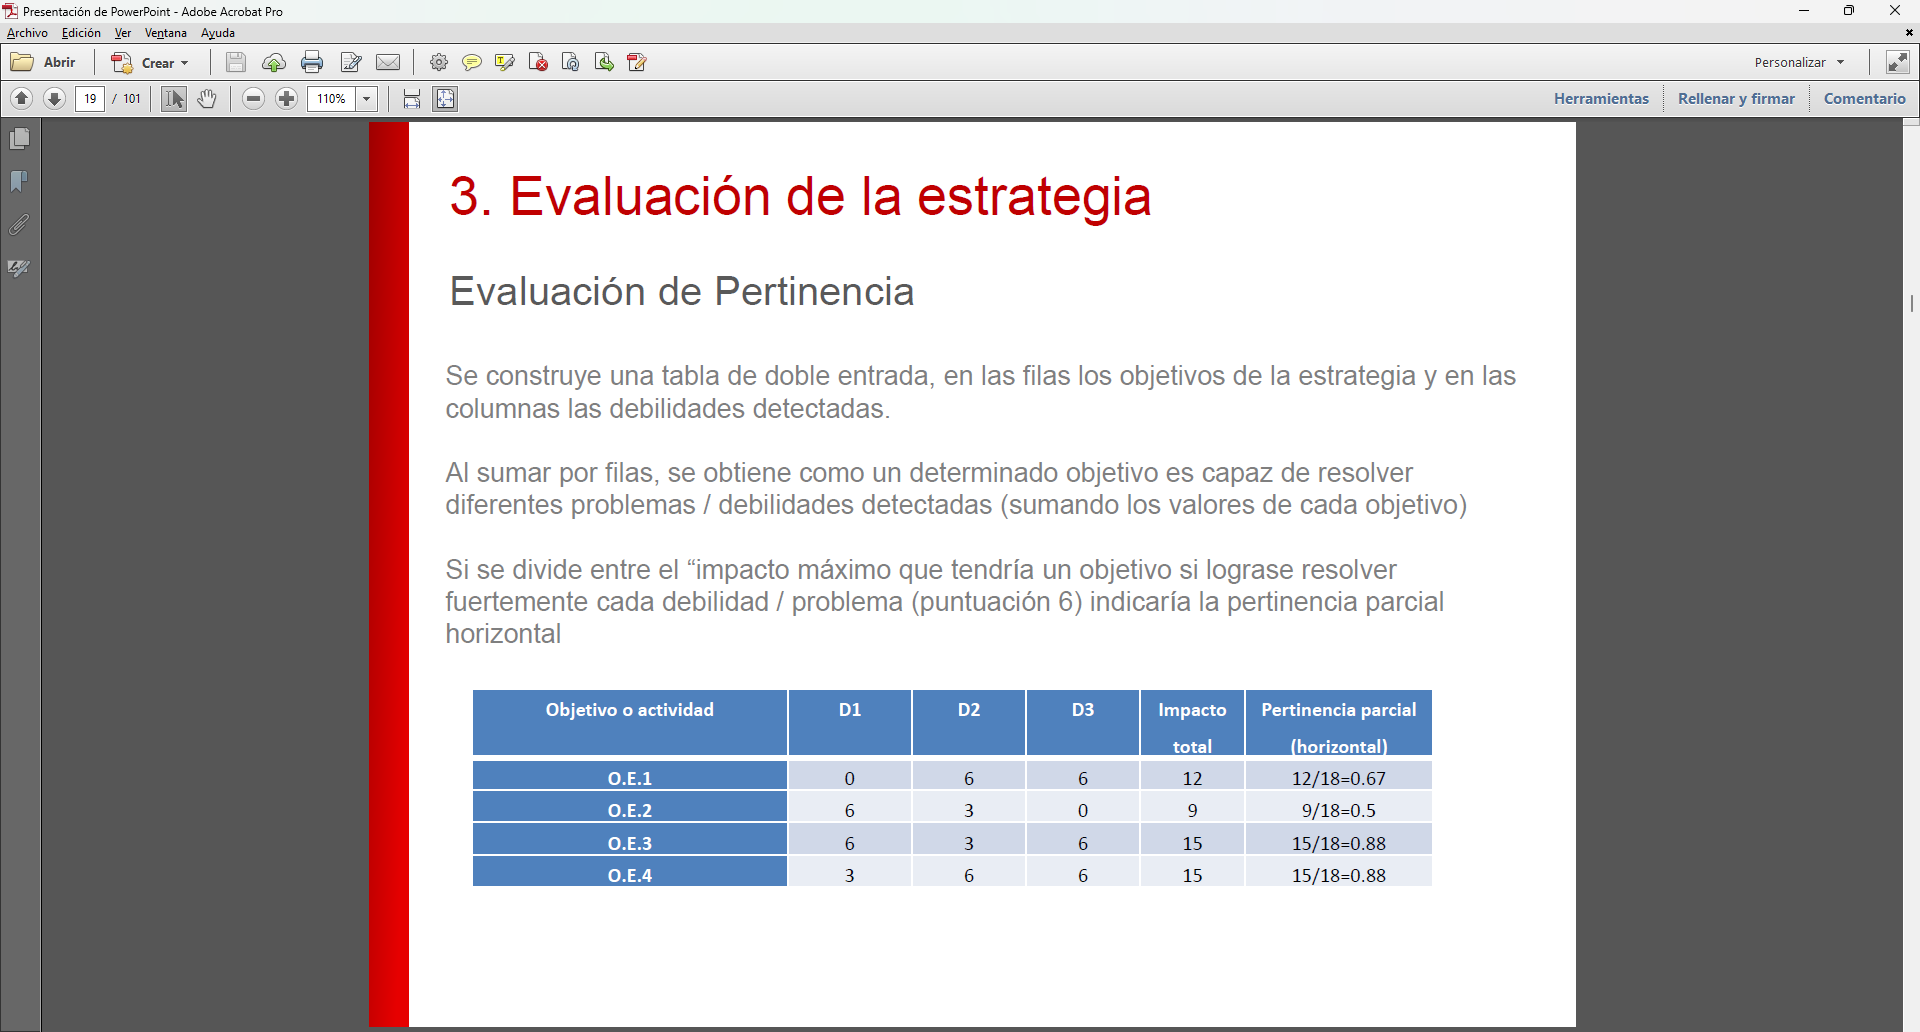 Presentación de PowerPoint - Adobe Acrobat Pro
Archivo Edición Ver Ventana Ayuda
Abrir Crear Personalizar
19 / 101 110% Herramientas Rellenar y firmar Comentario
3. Evaluación de la estrategia
Evaluación de Pertinencia
Se construye una tabla de doble entrada, en las filas los objetivos de la estrategia y en las
columnas las debilidades detectadas.
Al sumar por filas, se obtiene como un determinado objetivo es capaz de resolver
diferentes problemas / debilidades detectadas (sumando los valores de cada objetivo)
Si se divide entre el “impacto máximo que tendría un objetivo si lograse resolver
fuertemente cada debilidad / problema (puntuación 6) indicaría la pertinencia parcial
horizontal
Objetivo o actividad D1 D2 D3 Impacto total Pertinencia parcial (horizontal)
O.E.1 0 6 6 12 12/18=0.67
O.E.2 6 3 0 9 9/18=0.5
O.E.3 6 3 6 15 15/18=0.88
O.E.4 3 6 6 15 15/18=0.88